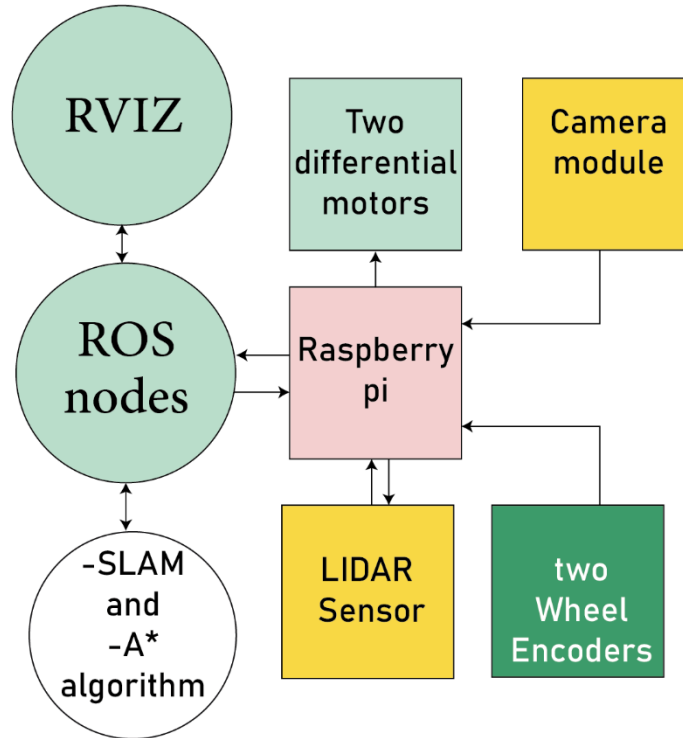 RVIZ
Two
differential
motors
Camera
module
ROS
nodes
Raspberry
pi
-SLAM
and
-A*
algorithm
LIDAR
Sensor
two
Wheel
Encoders